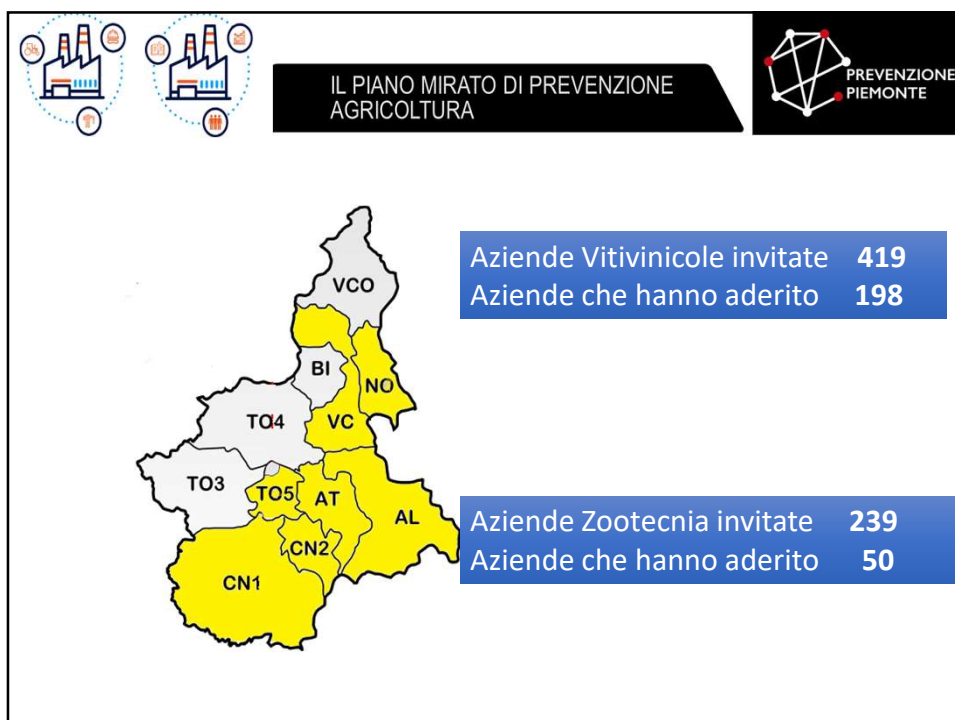 IL PIANO MIRATO DI PREVENZIONE
AGRICOLTURA
PREVENZIONE
PIEMONTE
Aziende Vitivinicole invitate 419
Aziende che hanno aderito 198
VCO
BI
NO
TO4
VC
TO3
TO5
AT
AL
CN2
CN1
Aziende Zootecnia invitate 239
Aziende che hanno aderito 50